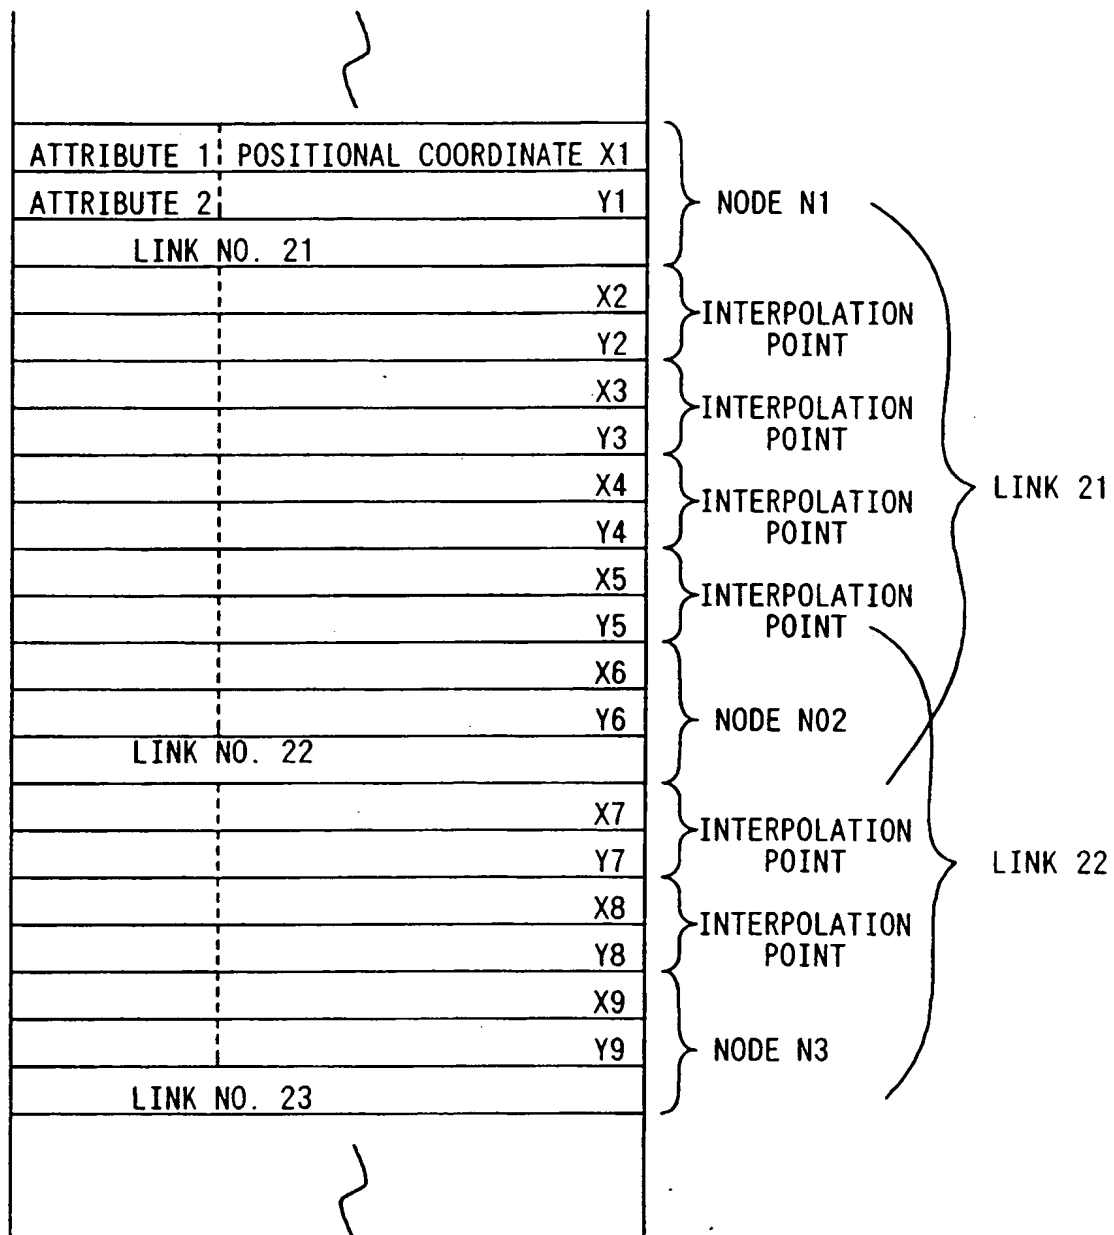 ATTRIBUTE 1 POSITIONAL COORDINATE X1
ATTRIBUTE 2 Y1
NODE N1
LINK NO. 21
X2
INTERPOLATION
POINT
Y2
X3
INTERPOLATION
POINT
Y3
X4
LINK 21
INTERPOLATION
POINT
Y4
X5
INTERPOLATION
POINT
Y5
X6
Y6
NODE N02
LINK NO. 22
X7
INTERPOLATION
POINT
Y7
LINK 22
X8
INTERPOLATION
POINT
Y8
X9
Y9
NODE N3
LINK NO. 23